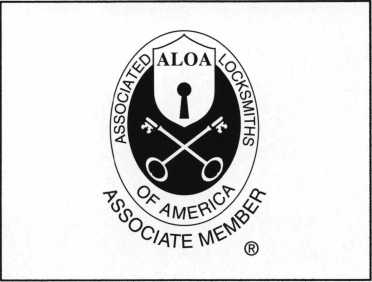 ALOA
ASSOCIATED LOCKSMITHS
OF AMERICA
ASSOCIATE MEMBER
®